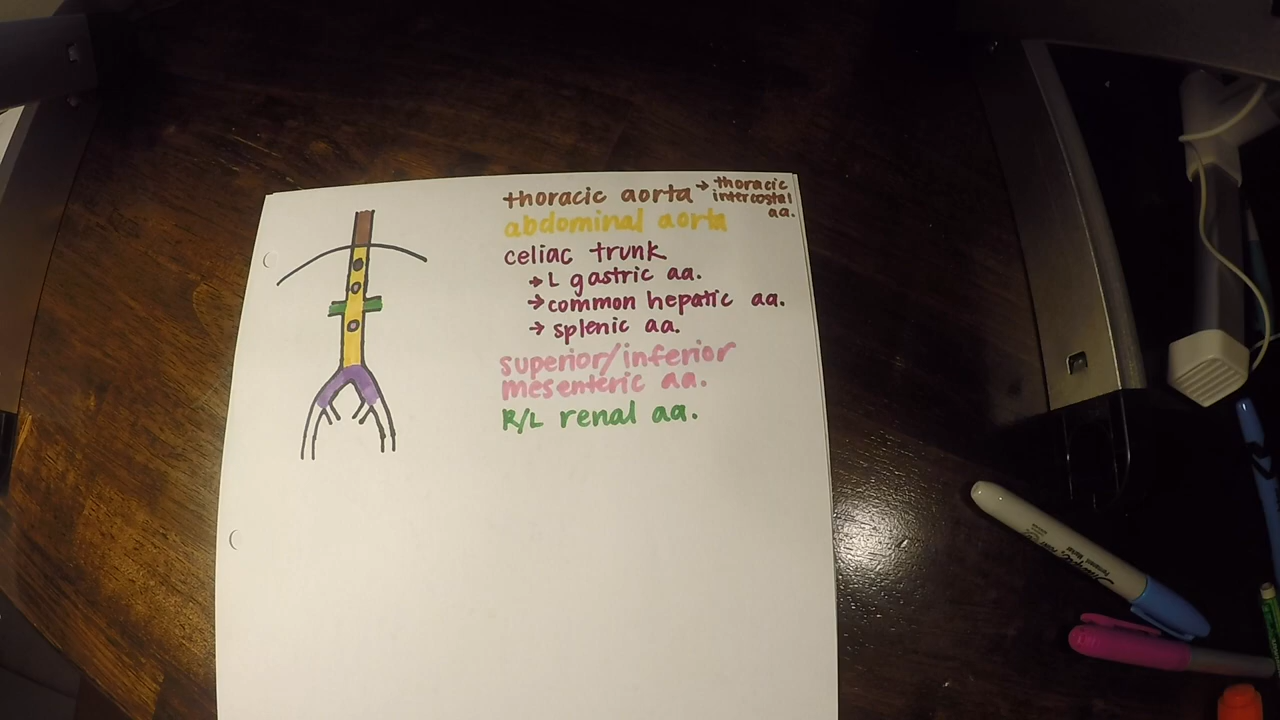 thoracic aorta → thoracic
intercostal
aa.
abdominal aorta
celiac trunk
→ L gastric aa.
→ common hepatic aa.
→ splenic aa.
superior/inferior
mesenteric aa.
R/L renal aa.
Sharpie